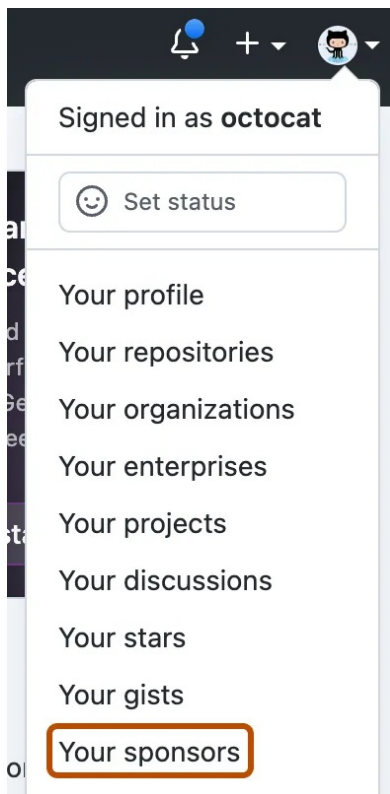 Signed in as octocat
Set status
Your profile
Your repositories
Your organizations
Your enterprises
Your projects
Your discussions
Your stars
Your gists
Your sponsors